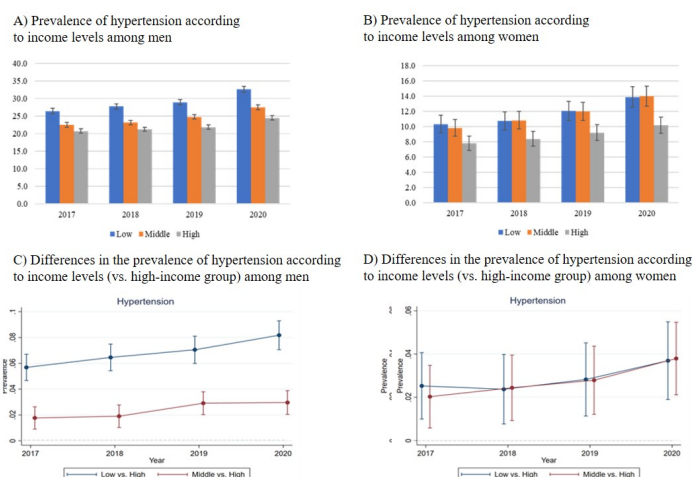 A) Prevalence of hypertension according
to income levels among men
40.0
35.0
30.0
25.0
20.0
15.0
10.0
5.0
0.0
2017 2018 2019 2020
Low Middle High
B) Prevalence of hypertension according
to income levels among women
18.0
16.0
14.0
12.0
10.0
8.0
6.0
4.0
2.0
0.0
2017 2018 2019 2020
Low Middle High
C) Differences in the prevalence of hypertension according
to income levels (vs. high-income group) among men
Hypertension
.1
.08
.06
.04
.02
0
Prevalence
2017 2018 2019 2020
Year
Low vs. High Middle vs. High
D) Differences in the prevalence of hypertension according
to income levels (vs. high-income group) among women
Hypertension
.06
.04
.02
0
Prevalence
Prevalence
2017 2018 2019 2020
Year
Low vs. High Middle vs. High